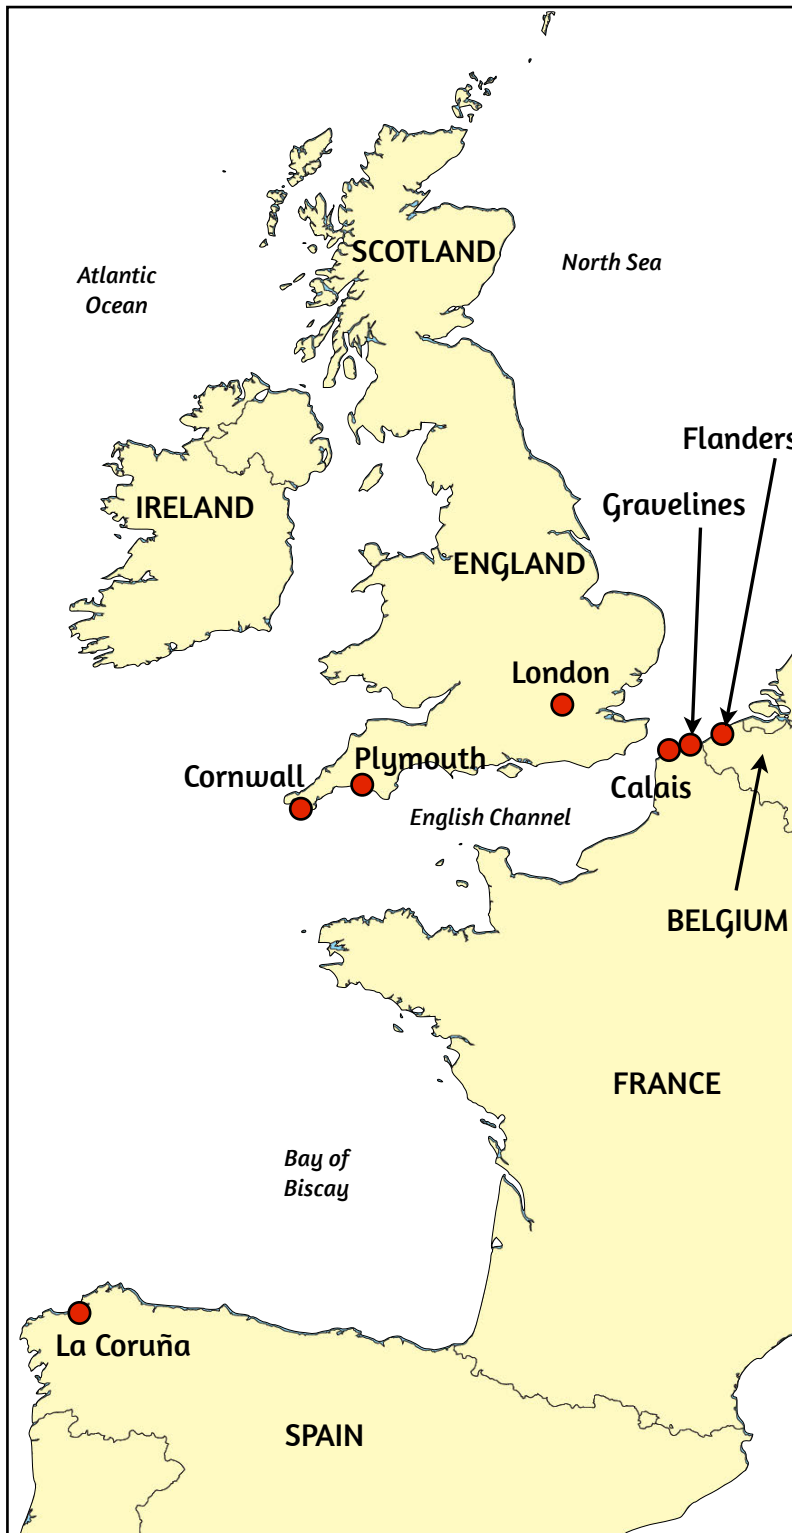 SCOTLAND
North Sea
Atlantic
Ocean
Flanders
Gravelines
IRELAND
ENGLAND
London
Plymouth
Cornwall
Calais
English Channel
BELGIUM
FRANCE
Bay of
Biscay
La Coruña
SPAIN